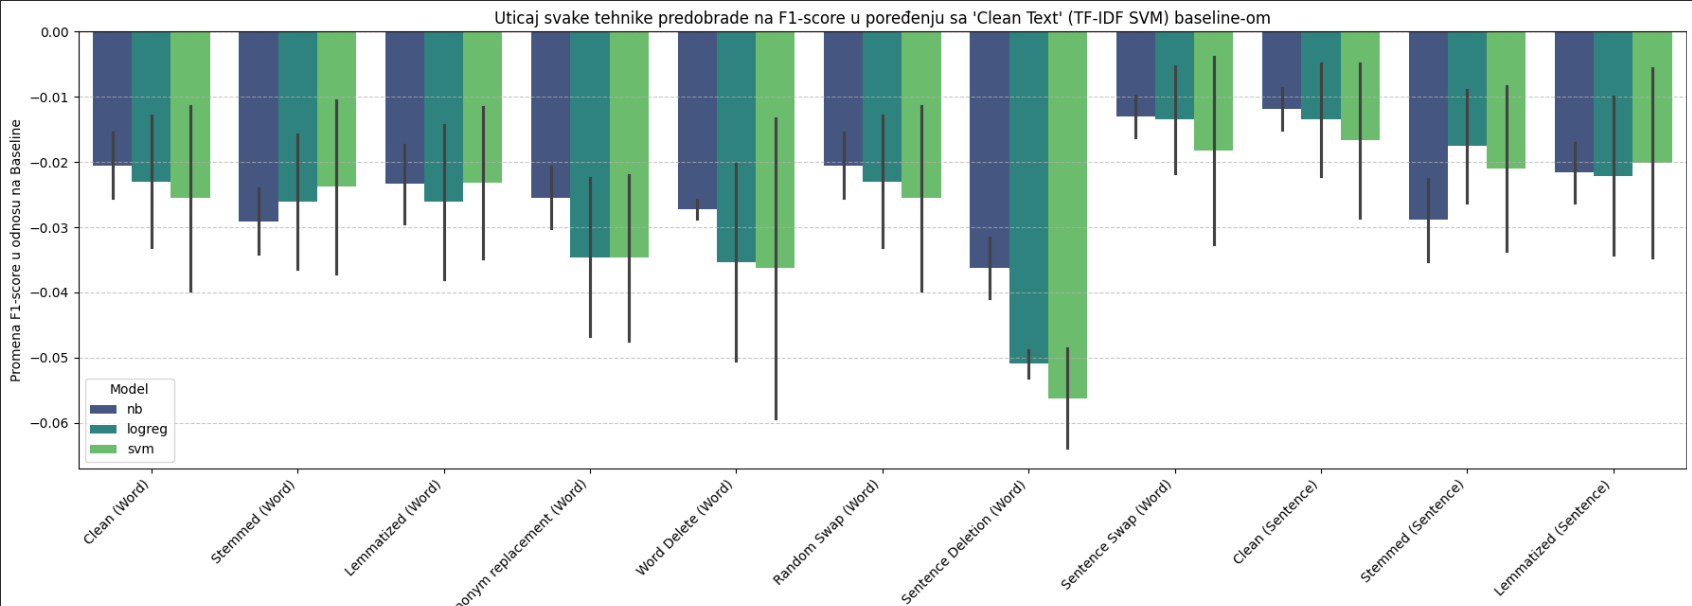 Uticaj svake tehnike predobrade na F1-score u poređenju sa 'Clean Text' (TF-IDF SVM) baseline-om
Promena F1-score u odnosu na Baseline
0.00
−0.01
−0.02
−0.03
−0.04
−0.05
−0.06
Model
nb
logreg
svm
Clean (Word)
Stemmed (Word)
Lemmatized (Word)
onym replacement (Word)
Word Delete (Word)
Random Swap (Word)
Sentence Deletion (Word)
Sentence Swap (Word)
Clean (Sentence)
Stemmed (Sentence)
Lemmatized (Sentence)